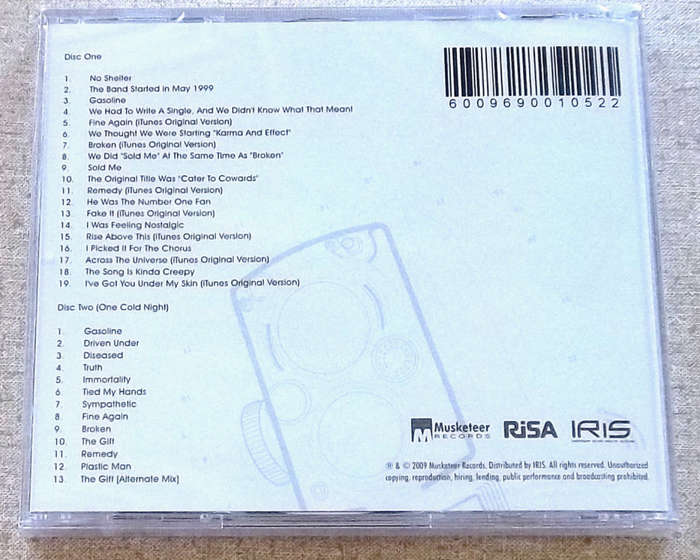 Disc One
1. No Shelter
2. The Band Started in May 1999
3. Gasoline
4. We Had To Write A Single, And We Didn't Know What That Meant
5. Fine Again (iTunes Original Version)
6. We Thought We Were Starting "Karma And Effect"
7. Broken (iTunes Original Version)
8. We Did "Sold Me" At The Same Time As "Broken"
9. Sold Me
10. The Original Title Was "Cater To Cowards"
11. Remedy (iTunes Original Version)
12. He Was The Number One Fan
13. Fake It (iTunes Original Version)
14. I Was Feeling Nostalgic
15. Rise Above This (iTunes Original Version)
16. I Picked It For The Chorus
17. Across The Universe (iTunes Original Version)
18. The Song Is Kinda Creepy
19. I've Got You Under My Skin (iTunes Original Version)
Disc Two (One Cold Night)
1. Gasoline
2. Driven Under
3. Diseased
4. Truth
5. Immortality
6. Tied My Hands
7. Sympathetic
8. Fine Again
9. Broken
10. The Gift
11. Remedy
12. Plastic Man
13. The Gift (Alternate Mix)
6009690010522
M Musketeer
RECORDS
RiSA
IRIS
℗ & © 2009 Musketeer Records. Distributed by IRIS. All rights reserved. Unauthorized
copying, reproduction, hiring, lending, public performance and broadcasting prohibited.